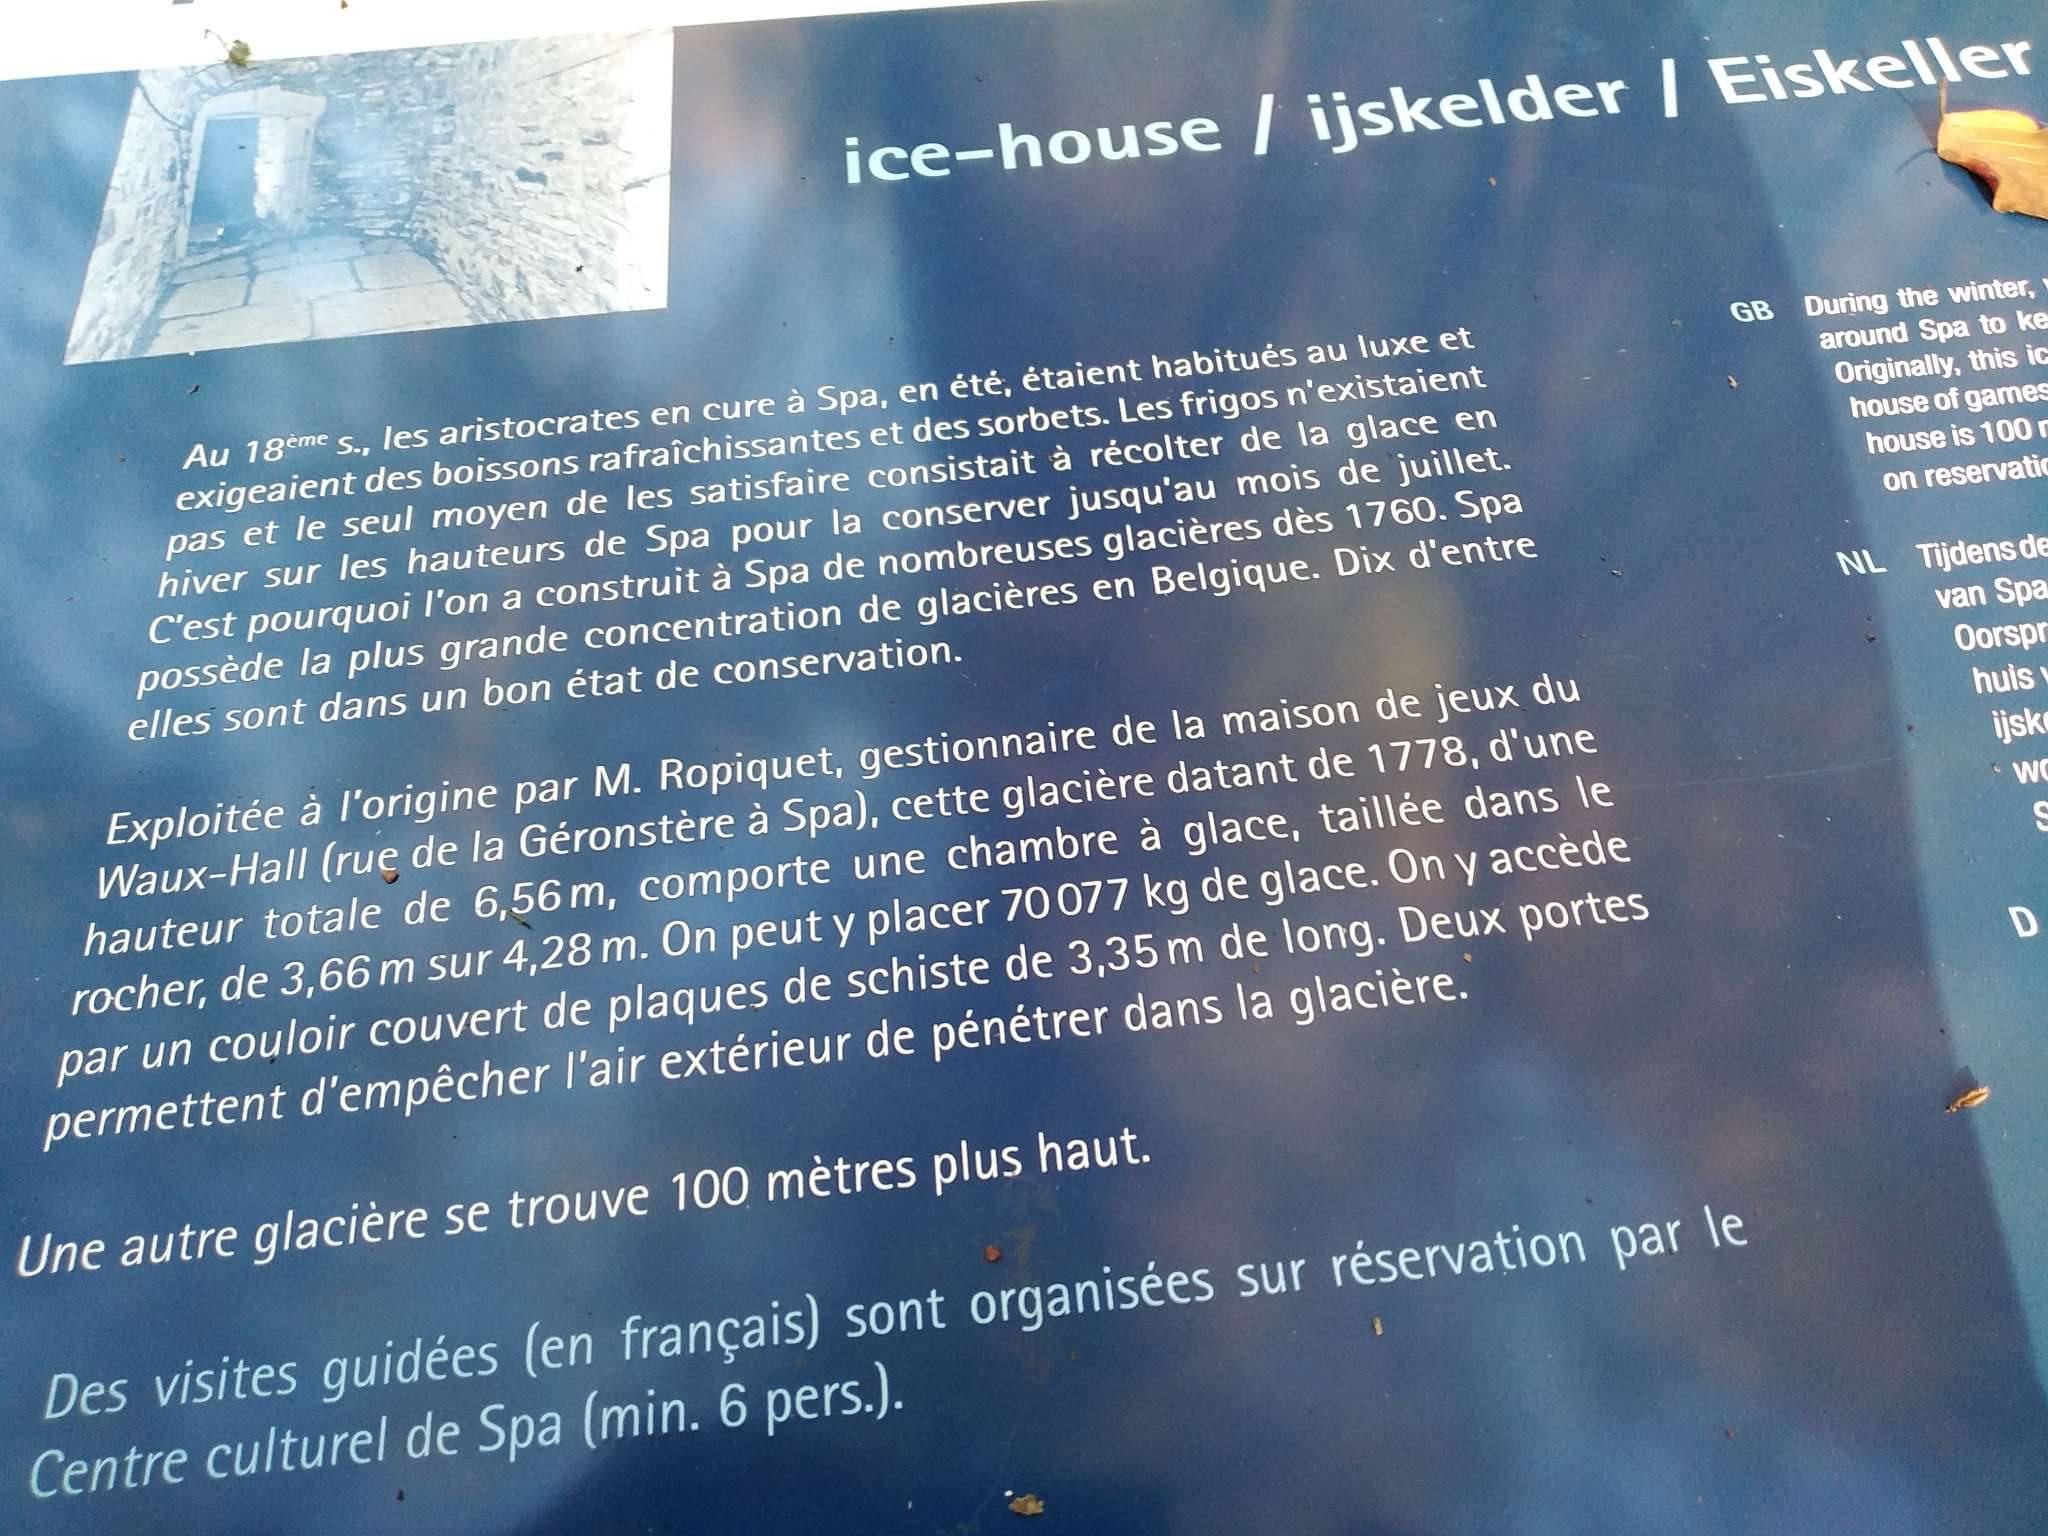 ice-house / ijskelder / Eiskeller
Au 18ème s., les aristocrates en cure à Spa, en été, étaient habitués au luxe et
exigeaient des boissons rafraîchissantes et des sorbets. Les frigos n'existaient
pas et le seul moyen de les satisfaire consistait à récolter de la glace en
hiver sur les hauteurs de Spa pour la conserver jusqu'au mois de juillet.
C'est pourquoi l'on a construit à Spa de nombreuses glacières dès 1760. Spa
possède la plus grande concentration de glacières en Belgique. Dix d'entre
elles sont dans un bon état de conservation.
Exploitée à l'origine par M. Ropiquet, gestionnaire de la maison de jeux du
Waux-Hall (rue de la Géronstère à Spa), cette glacière datant de 1778, d'une
hauteur totale de 6,56 m, comporte une chambre à glace, taillée dans le
rocher, de 3,66 m sur 4,28 m. On peut y placer 70 077 kg de glace. On y accède
par un couloir couvert de plaques de schiste de 3,35 m de long. Deux portes
permettent d'empêcher l'air extérieur de pénétrer dans la glacière.
Une autre glacière se trouve 100 mètres plus haut.
Des visites guidées (en français) sont organisées sur réservation par le
Centre culturel de Spa (min. 6 pers.).
GB During the winter,
around Spa to
Originally, this
house of games
house is 100
on
NL Tijdens
van Spa
huis
D